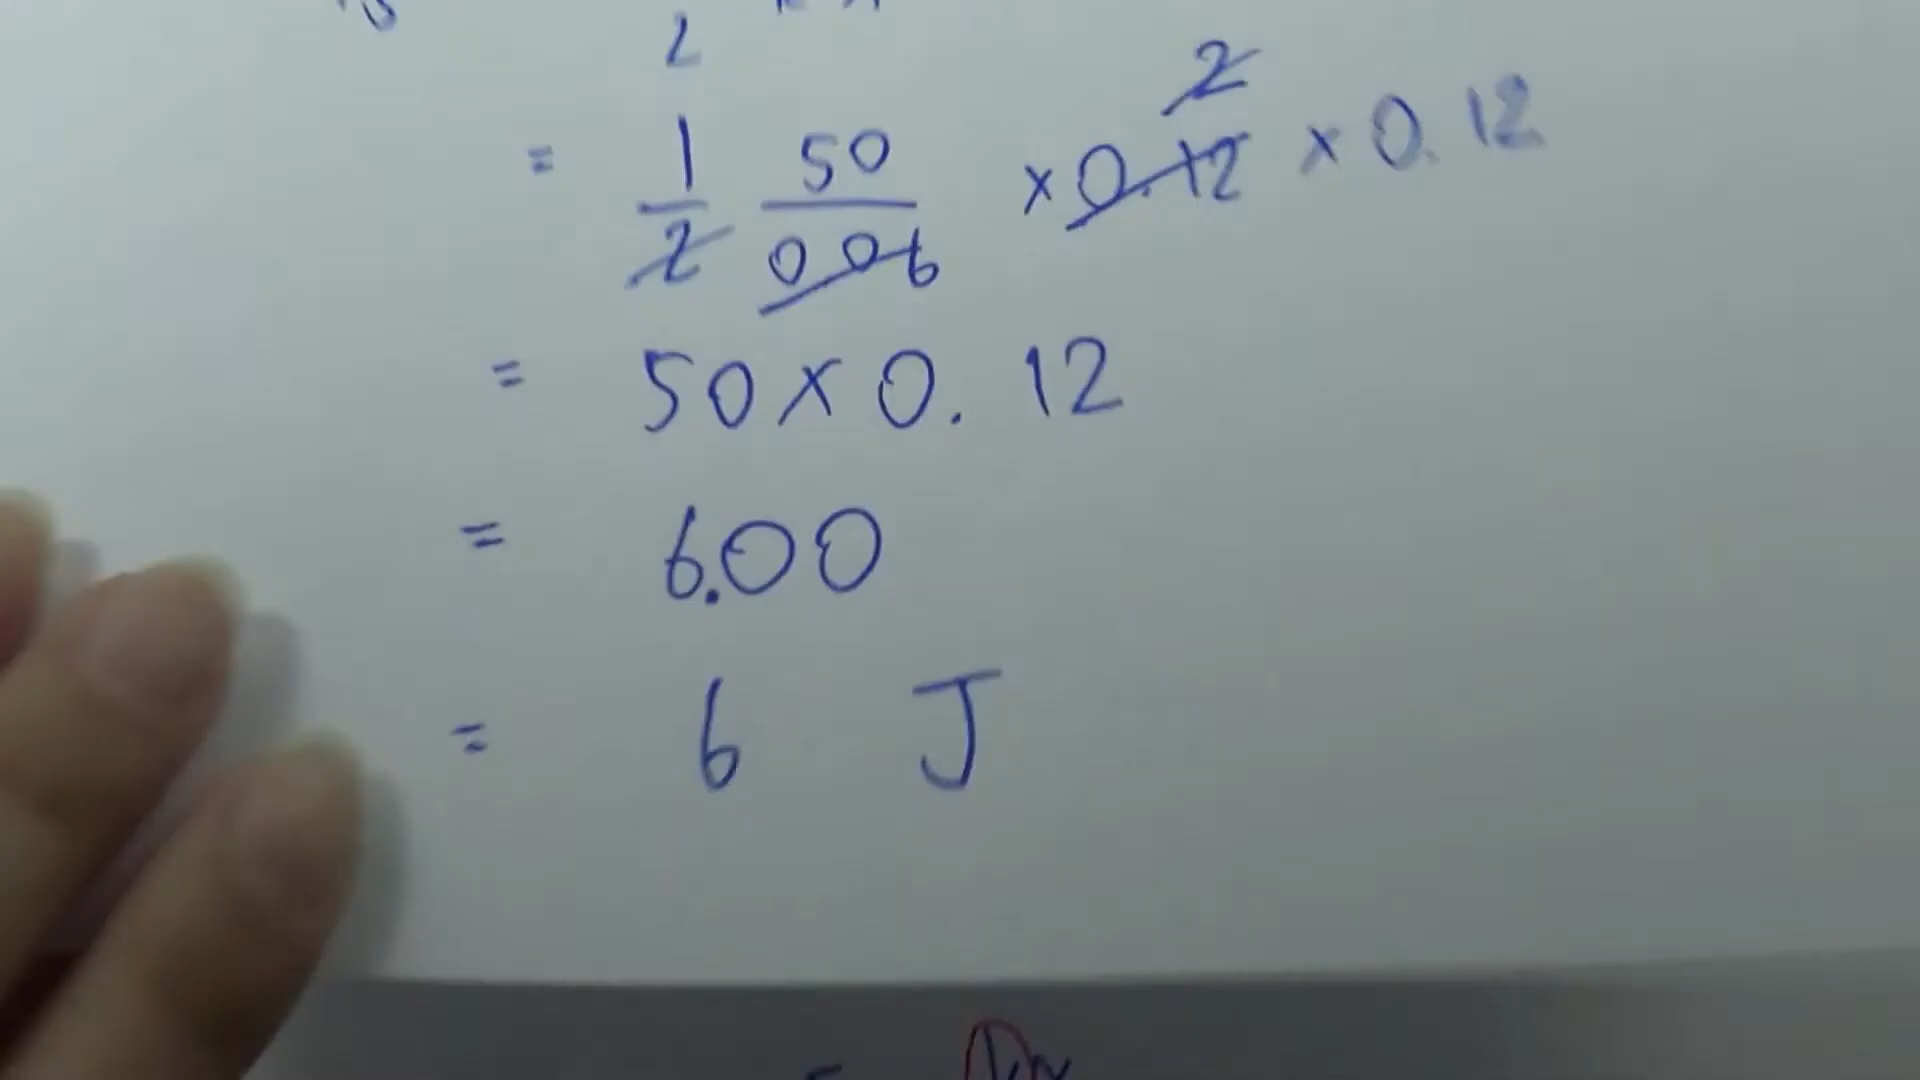 2
= 1/2 50/0.06 × 0.12 2 × 0.12
= 50 × 0.12
= 6.00
= 6 J